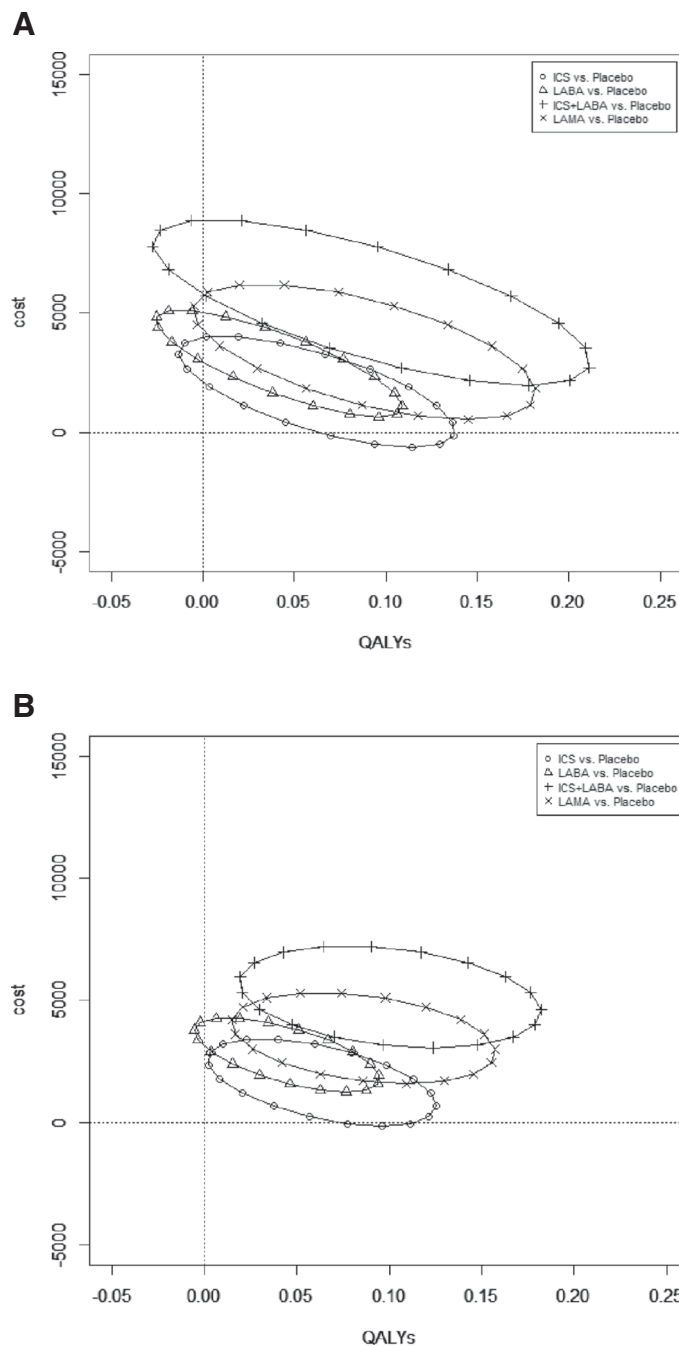 A
15000
10000
5000
0
-5000
cost
ICS vs. Placebo
LABA vs. Placebo
ICS+LABA vs. Placebo
LAMA vs. Placebo
-0.05 0.00 0.05 0.10 0.15 0.20 0.25
QALYs
B
15000
10000
5000
0
-5000
cost
ICS vs. Placebo
LABA vs. Placebo
ICS+LABA vs. Placebo
LAMA vs. Placebo
-0.05 0.00 0.05 0.10 0.15 0.20 0.25
QALYs